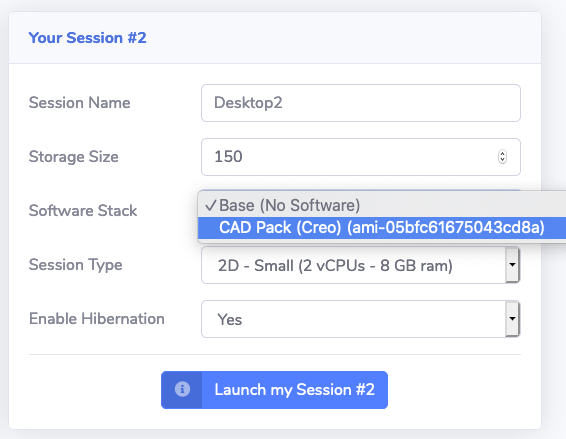 Your Session #2
Session Name Desktop2
Storage Size 150
Software Stack ✓ Base (No Software)
CAD Pack (Creo) (ami-05bfc61675043cd8a)
Session Type 2D - Small (2 vCPUs - 8 GB ram)
Enable Hibernation Yes
Launch my Session #2